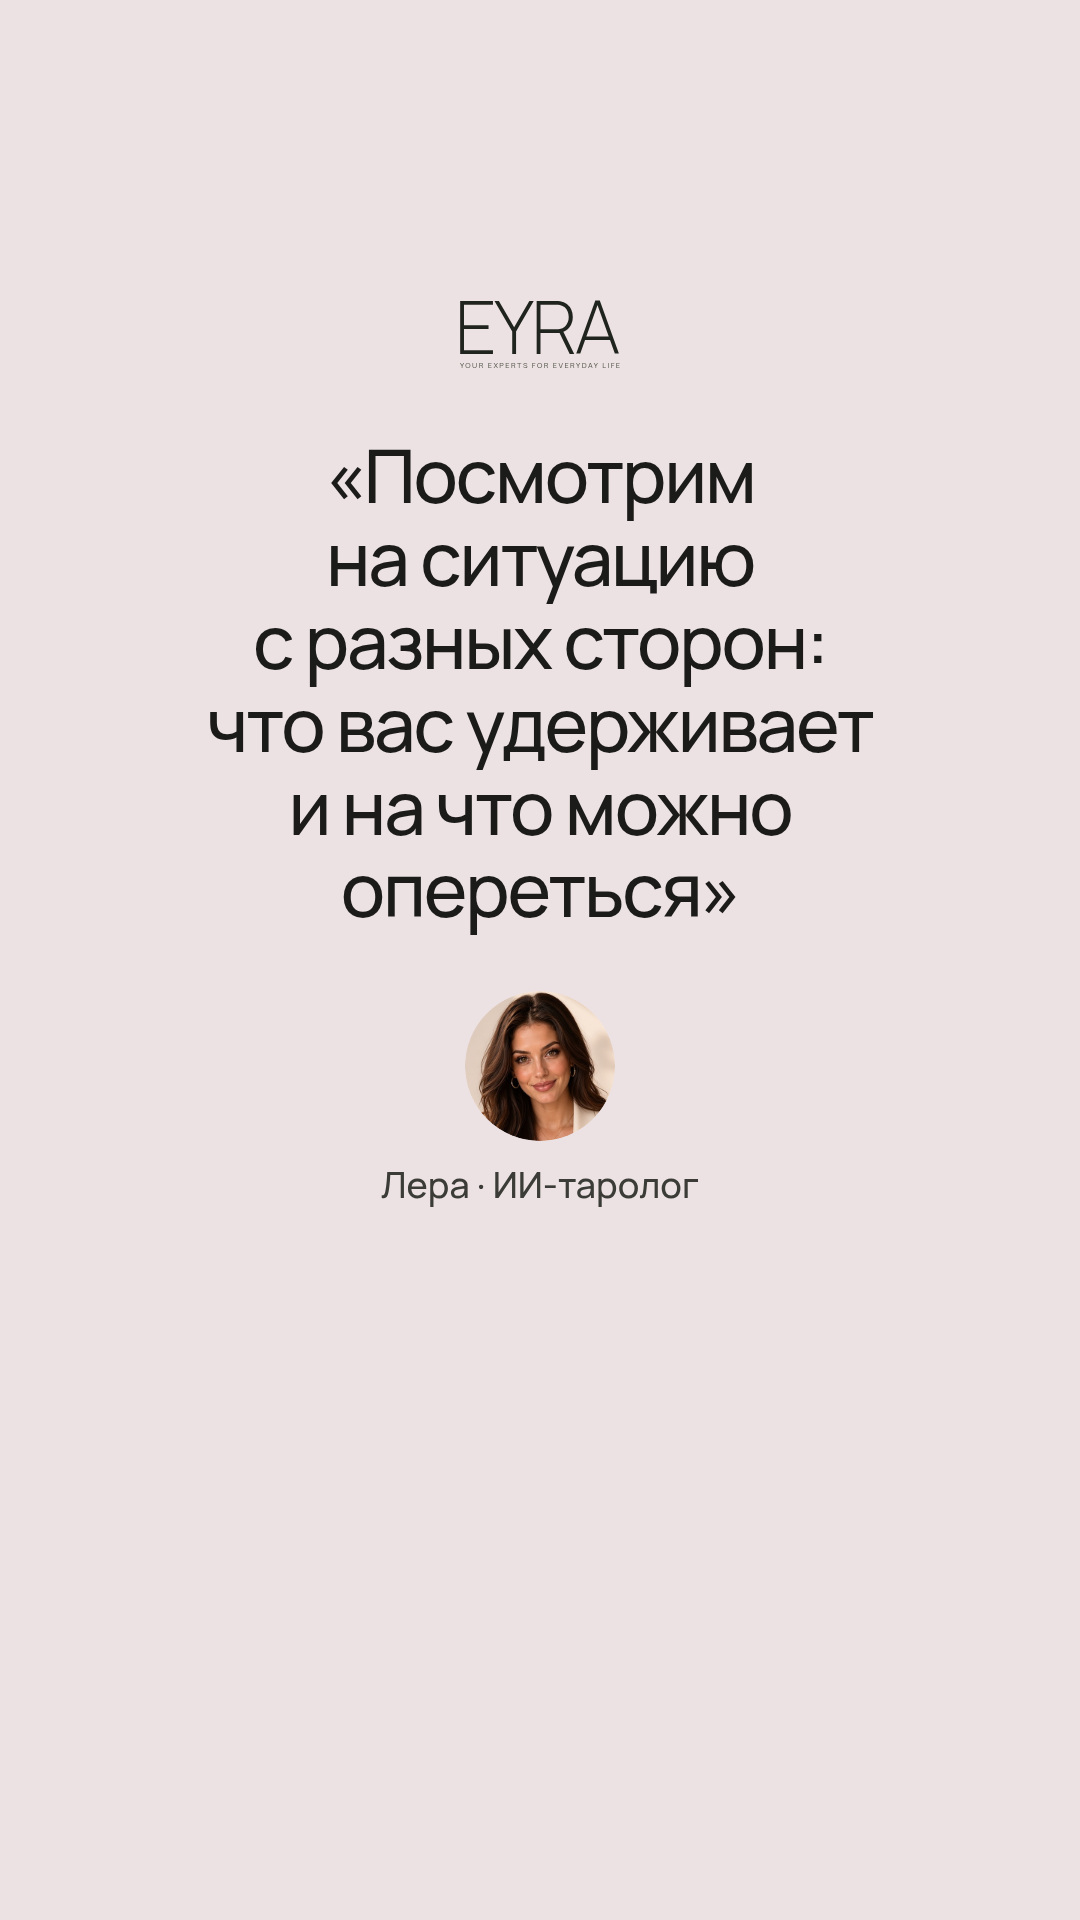 EYRA
YOUR EXPERTS FOR EVERYDAY LIFE
«Посмотрим
на ситуацию
с разных сторон:
что вас удерживает
и на что можно
опереться»
Лера · ИИ-таролог